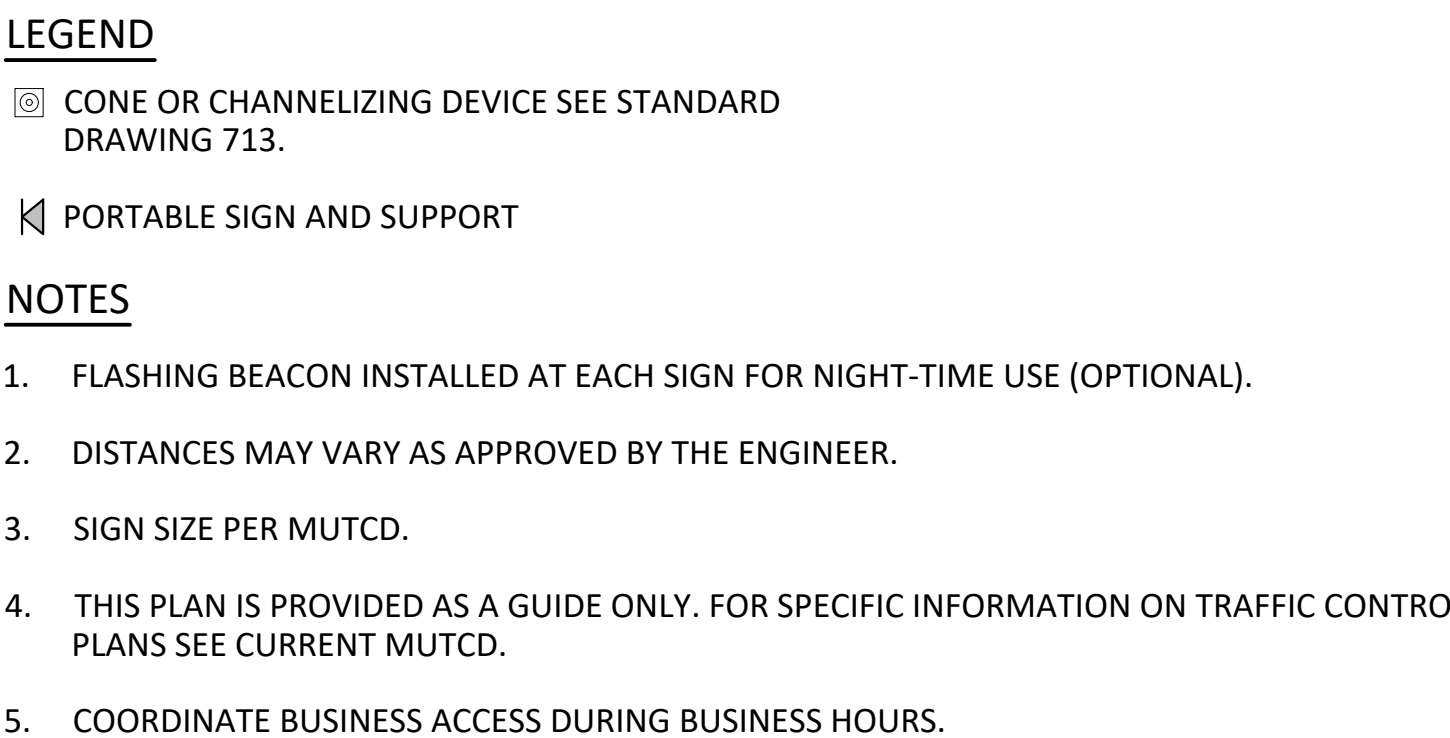 LEGEND
CONE OR CHANNELIZING DEVICE SEE STANDARD
DRAWING 713.
PORTABLE SIGN AND SUPPORT
NOTES
1. FLASHING BEACON INSTALLED AT EACH SIGN FOR NIGHT-TIME USE (OPTIONAL).
2. DISTANCES MAY VARY AS APPROVED BY THE ENGINEER.
3. SIGN SIZE PER MUTCD.
4. THIS PLAN IS PROVIDED AS A GUIDE ONLY. FOR SPECIFIC INFORMATION ON TRAFFIC CONTRO
PLANS SEE CURRENT MUTCD.
5. COORDINATE BUSINESS ACCESS DURING BUSINESS HOURS.